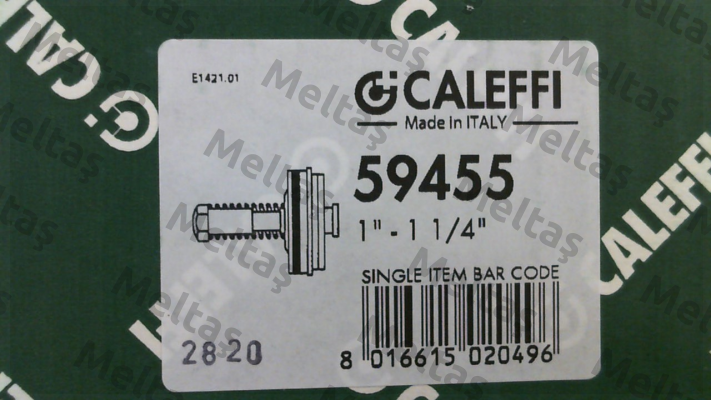 E1421.01
CALEFFI
Made in ITALY
59455
1" - 1 1/4"
SINGLE ITEM BAR CODE
28-20
8 016615 020496
CALEFFI
CALEFFI
Meltaş